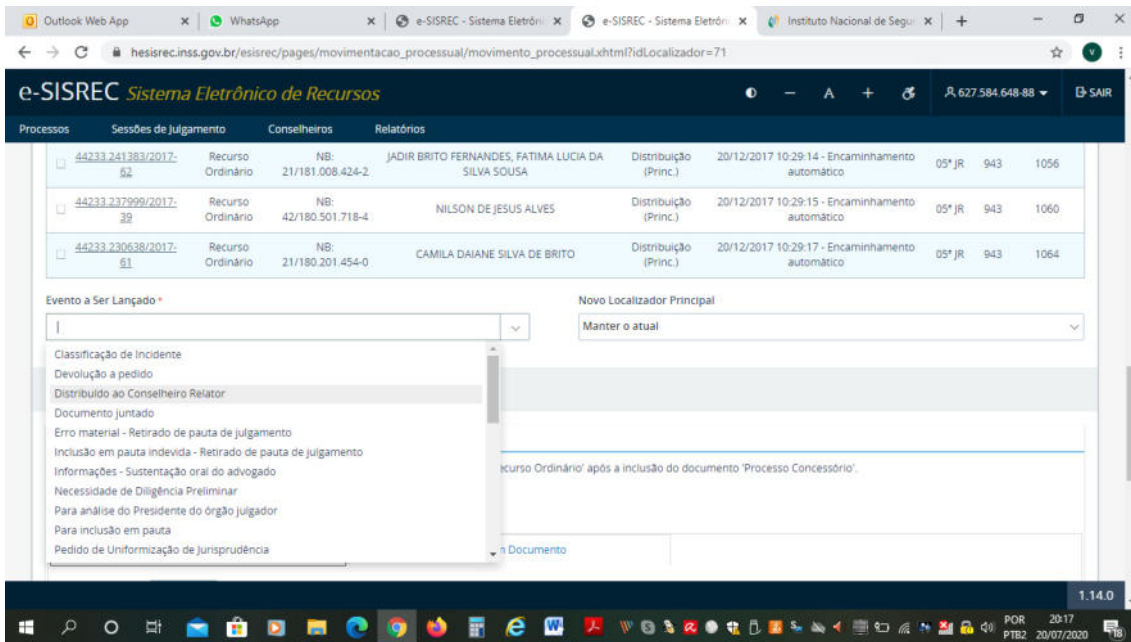 Outlook Web App
WhatsApp
e-SISREC - Sistema Eletrôni
e-SISREC - Sistema Eletrôni
Instituto Nacional de Segu
hesisrec.inss.gov.br/esisrec/pages/movimentacao_processual/movimento_processual.xhtml?idLocalizador=71
V
e-SISREC Sistema Eletrônico de Recursos
A
627.584.648-88
SAIR
Processos Sessões de Julgamento Conselheiros Relatórios
44233.241383/2017-62 Recurso Ordinário NB: 21/181.008.424-2 JADIR BRITO FERNANDES, FATIMA LUCIA DA SILVA SOUSA Distribuição (Princ.) 20/12/2017 10:29:14 - Encaminhamento automático 05ª JR 943 1056
44233.237999/2017-39 Recurso Ordinário NB: 42/180.501.718-4 NILSON DE JESUS ALVES Distribuição (Princ.) 20/12/2017 10:29:15 - Encaminhamento automático 05ª JR 943 1060
44233.230638/2017-61 Recurso Ordinário NB: 21/180.201.454-0 CAMILA DAIANE SILVA DE BRITO Distribuição (Princ.) 20/12/2017 10:29:17 - Encaminhamento automático 05ª JR 943 1064
Evento a Ser Lançado *
Novo Localizador Principal
Manter o atual
Classificação de Incidente
Devolução a pedido
Distribuído ao Conselheiro Relator
Documento juntado
Erro material - Retirado de pauta de julgamento
Inclusão em pauta indevida - Retirado de pauta de julgamento
Informações - Sustentação oral do advogado
Necessidade de Diligência Preliminar
Para análise do Presidente do órgão julgador
Para inclusão em pauta
Pedido de Uniformização de Jurisprudência
ecurso Ordinário' após a inclusão do documento 'Processo Concessório'.
Documento
1.14.0
POR
PTB2
20:17
20/07/2020
18